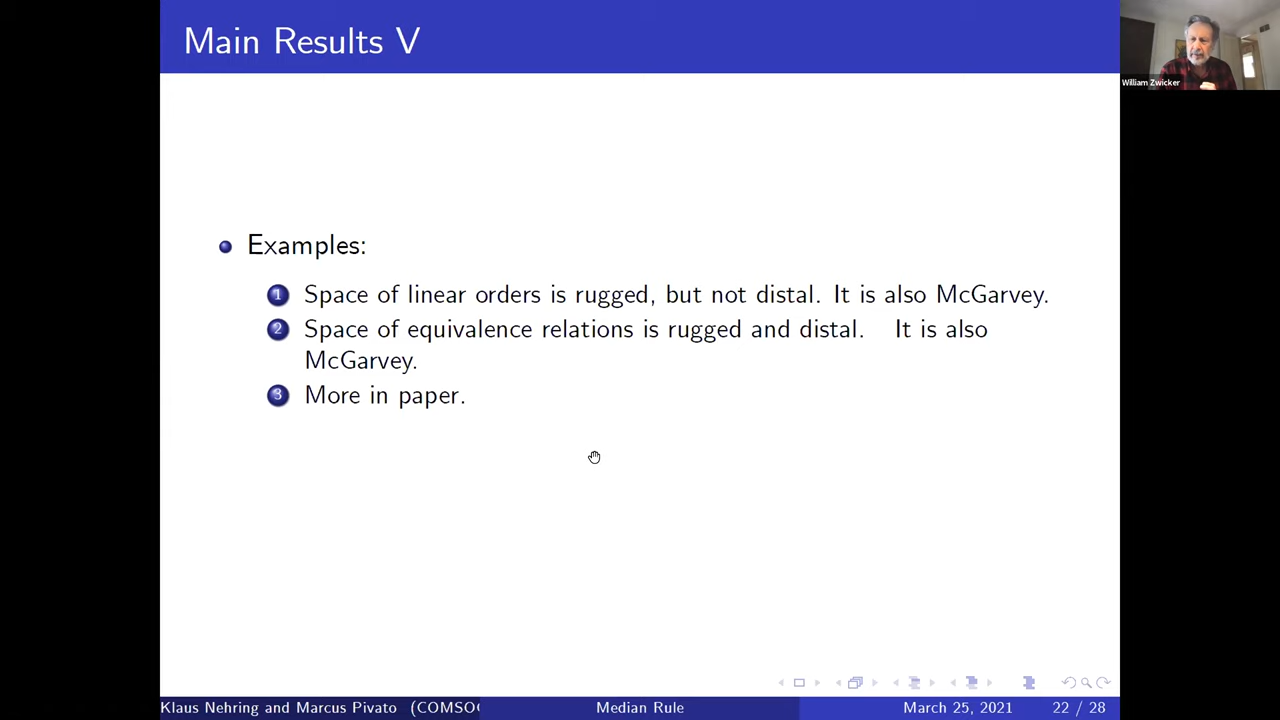 Main Results V
William Zwicker
Examples:
1 Space of linear orders is rugged, but not distal. It is also McGarvey.
2 Space of equivalence relations is rugged and distal. It is also
McGarvey.
3 More in paper.
Klaus Nehring and Marcus Pivato (COMSOC
Median Rule
March 25, 2021
22 / 28